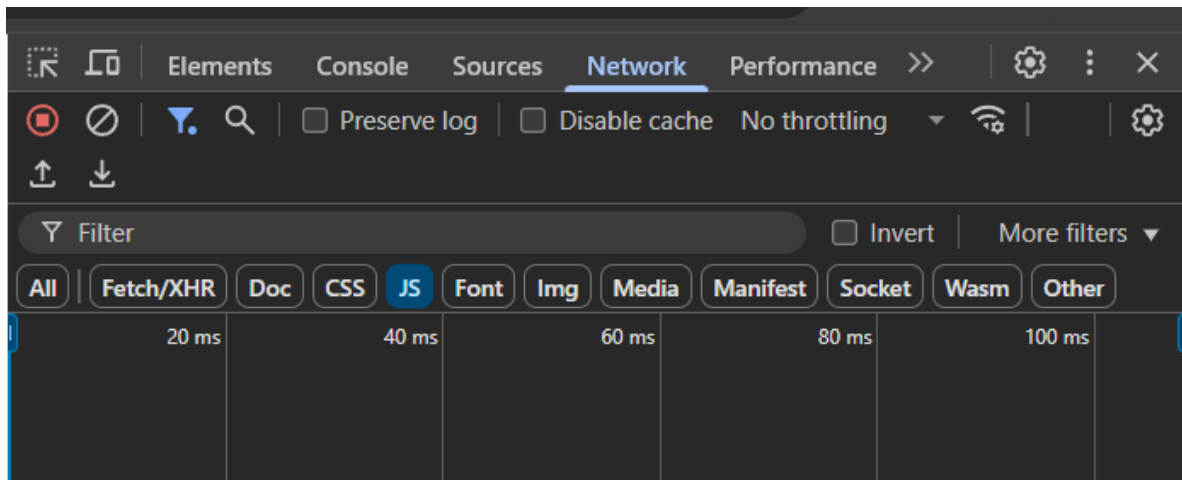 Elements Console Sources Network Performance
Preserve log Disable cache No throttling
Filter Invert More filters
All Fetch/XHR Doc CSS JS Font Img Media Manifest Socket Wasm Other
20 ms 40 ms 60 ms 80 ms 100 ms